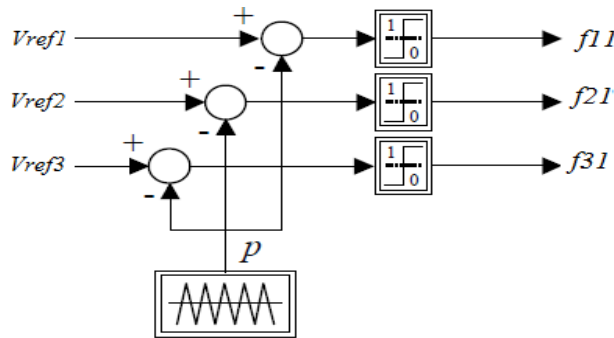 Vref1 + - 1 0 f11
Vref2 + - 1 0 f21
Vref3 + - 1 0 f31
p